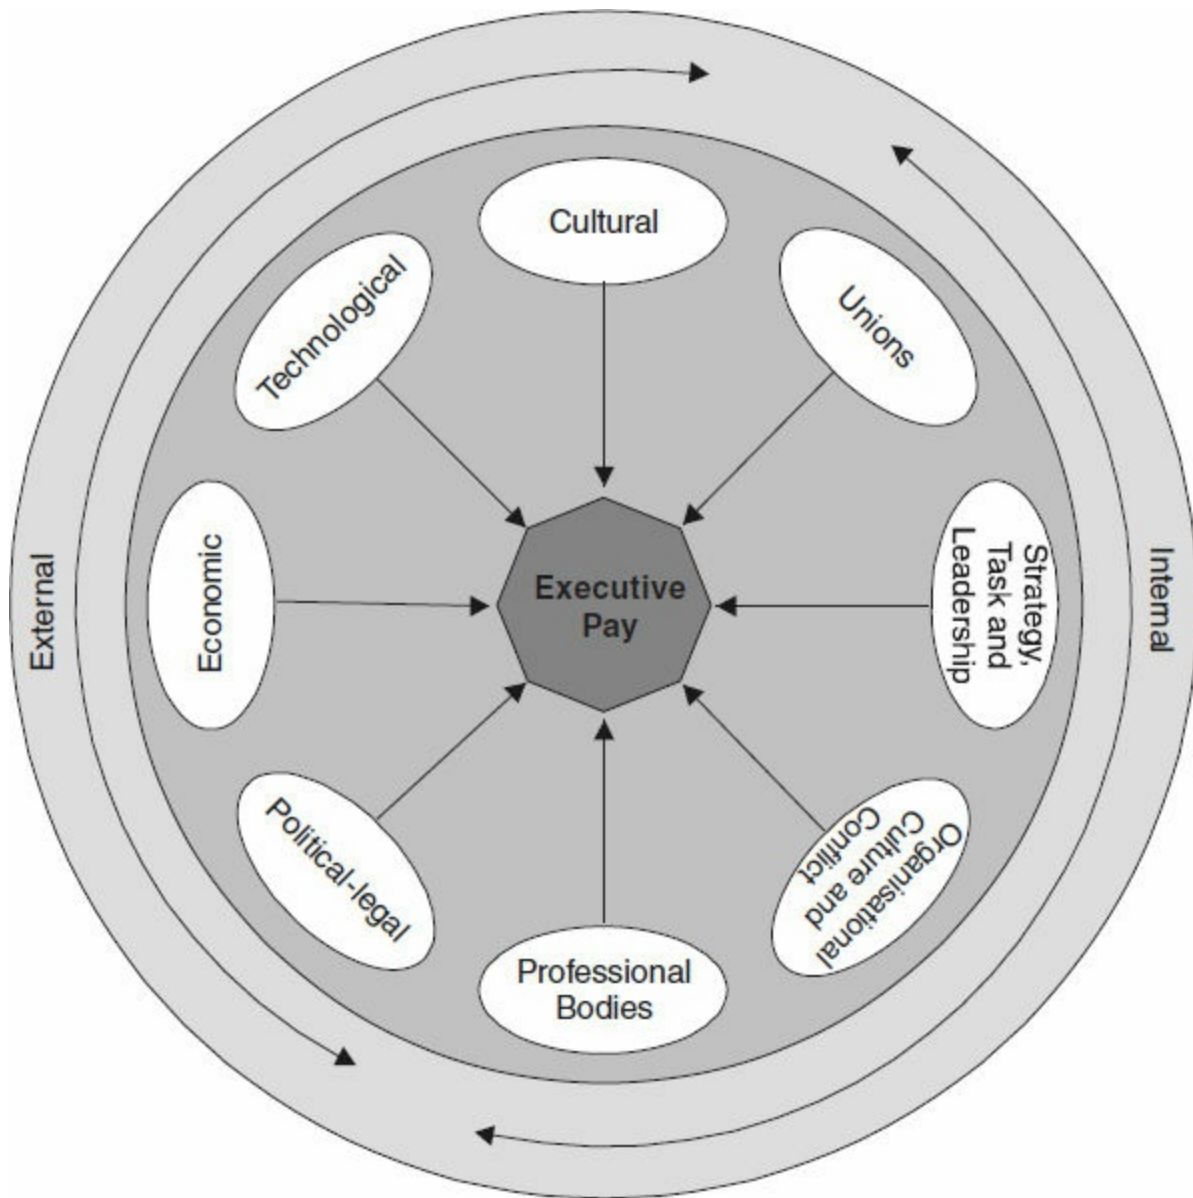 Cultural
Technological
Unions
External
Economic
Executive
Pay
Strategy,
Task and
Leadership
Internal
Political-legal
Organisational
Culture and
Conflict
Professional
Bodies